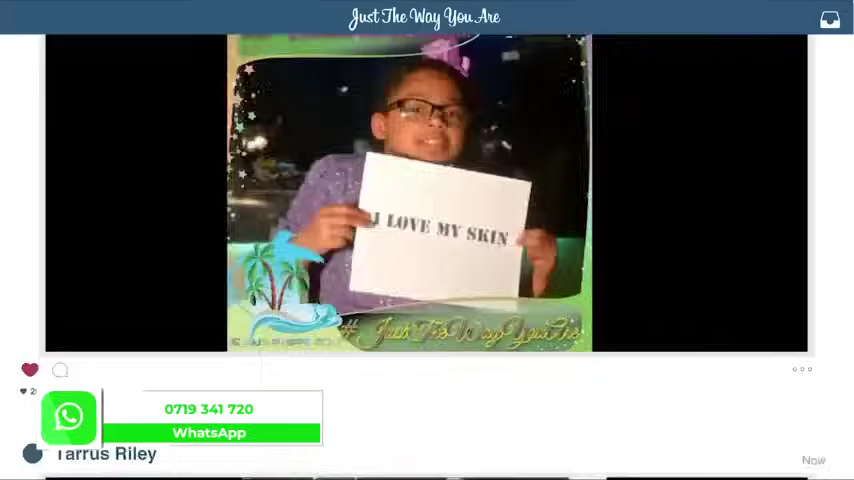 Just The Way You Are
I LOVE MY SKIN
#JustTheWayYouAre
0719 341 720
WhatsApp
Tarrus Riley
Now